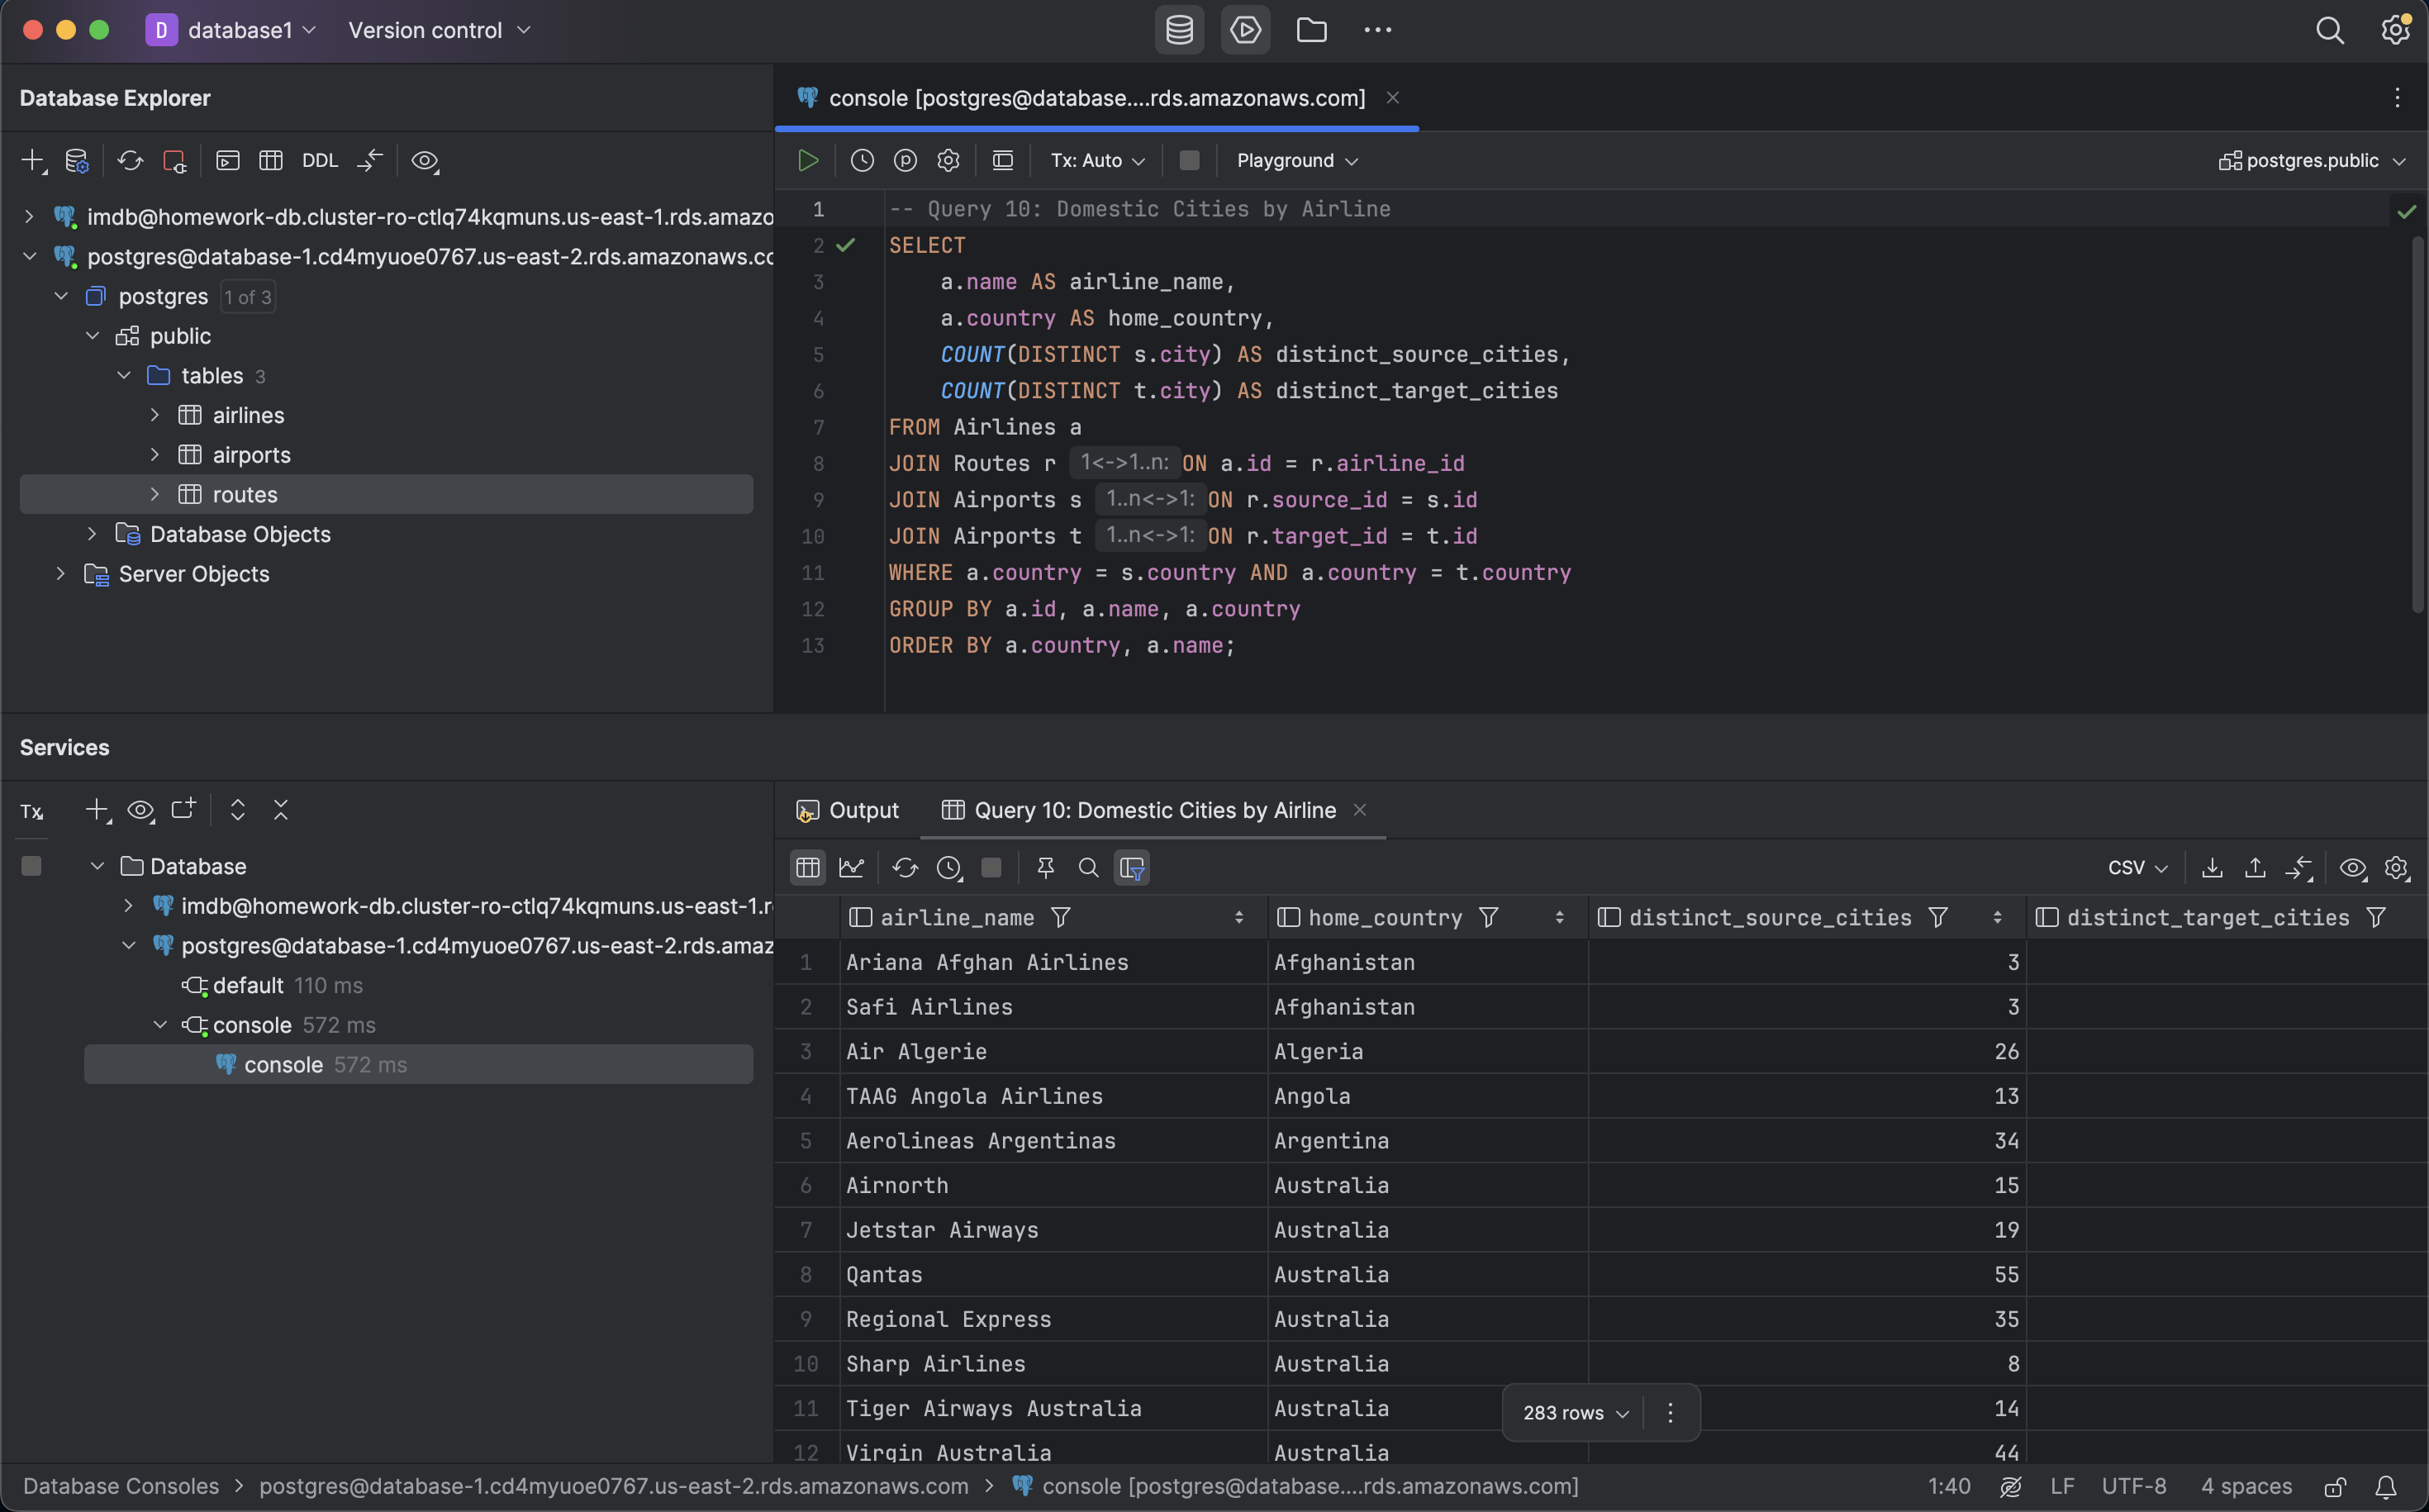 D database1 Version control
Database Explorer
DDL
imdb@homework-db.cluster-ro-ctlq74kqmuns.us-east-1.rds.amazo
postgres@database-1.cd4myuoe0767.us-east-2.rds.amazonaws.co
postgres 1 of 3
public
tables 3
airlines
airports
routes
Database Objects
Server Objects
console [postgres@database....rds.amazonaws.com]
Tx: Auto Playground postgres.public
1 -- Query 10: Domestic Cities by Airline
2 SELECT
3 a.name AS airline_name,
4 a.country AS home_country,
5 COUNT(DISTINCT s.city) AS distinct_source_cities,
6 COUNT(DISTINCT t.city) AS distinct_target_cities
7 FROM Airlines a
8 JOIN Routes r 1<->1..n: ON a.id = r.airline_id
9 JOIN Airports s 1..n<->1: ON r.source_id = s.id
10 JOIN Airports t 1..n<->1: ON r.target_id = t.id
11 WHERE a.country = s.country AND a.country = t.country
12 GROUP BY a.id, a.name, a.country
13 ORDER BY a.country, a.name;
Services
Tx
Database
imdb@homework-db.cluster-ro-ctlq74kqmuns.us-east-1.r
postgres@database-1.cd4myuoe0767.us-east-2.rds.amaz
default 110 ms
console 572 ms
console 572 ms
Output Query 10: Domestic Cities by Airline
CSV
airline_name home_country distinct_source_cities distinct_target_cities
1 Ariana Afghan Airlines Afghanistan 3
2 Safi Airlines Afghanistan 3
3 Air Algerie Algeria 26
4 TAAG Angola Airlines Angola 13
5 Aerolineas Argentinas Argentina 34
6 Airnorth Australia 15
7 Jetstar Airways Australia 19
8 Qantas Australia 55
9 Regional Express Australia 35
10 Sharp Airlines Australia 8
11 Tiger Airways Australia Australia 14
12 Virgin Australia Australia 44
283 rows
Database Consoles > postgres@database-1.cd4myuoe0767.us-east-2.rds.amazonaws.com > console [postgres@database....rds.amazonaws.com]
1:40 LF UTF-8 4 spaces